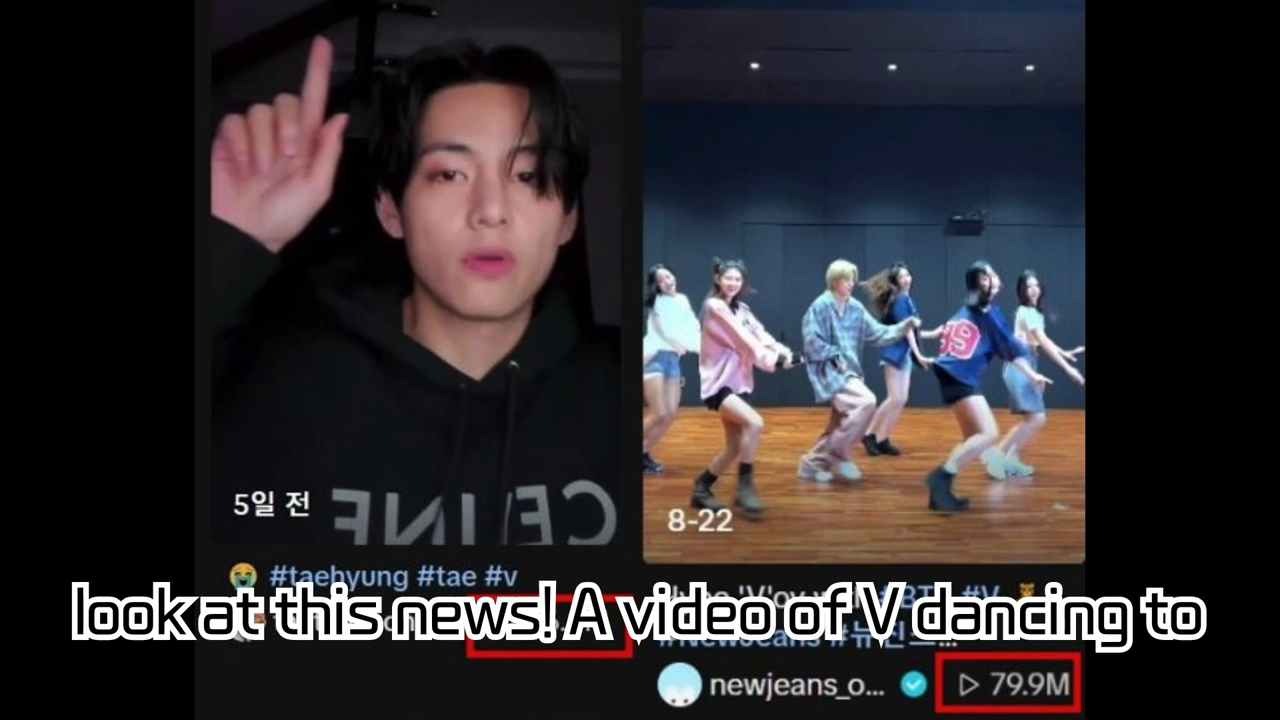 5일 전
CELINE
#taehyung #tae #v
8-22
99
look at this news! A video of V dancing to
newjeans_o... 79.9M